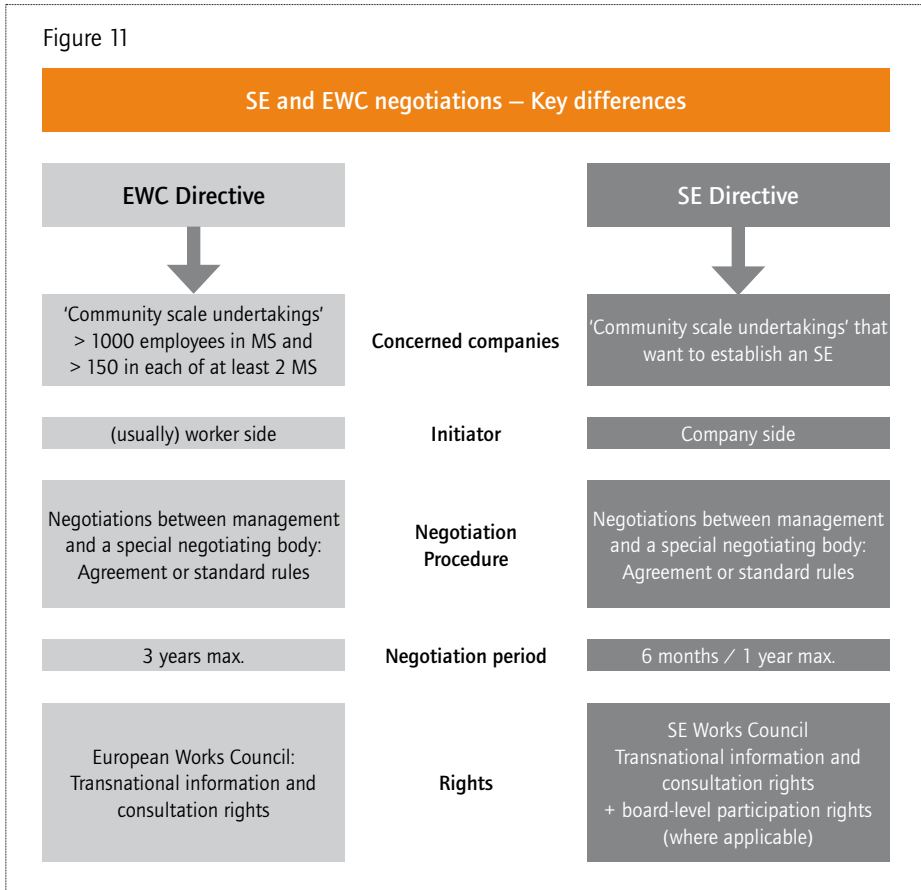 Figure 11
SE and EWC negotiations – Key differences
EWC Directive
SE Directive
'Community scale undertakings'
> 1000 employees in MS and
> 150 in each of at least 2 MS
Concerned companies
'Community scale undertakings' that
want to establish an SE
(usually) worker side
Initiator
Company side
Negotiations between management
and a special negotiating body:
Agreement or standard rules
Negotiation
Procedure
Negotiations between management
and a special negotiating body:
Agreement or standard rules
3 years max.
Negotiation period
6 months / 1 year max.
European Works Council:
Transnational information and
consultation rights
Rights
SE Works Council
Transnational information and
consultation rights
+ board-level participation rights
(where applicable)